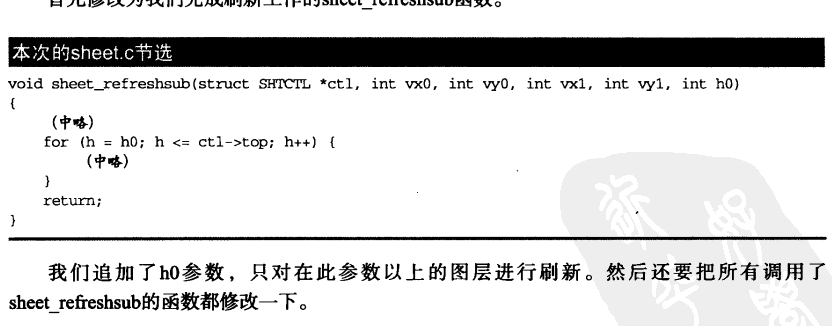 首先修改为我们完成刷新工作的sheet_refreshsub函数。
本次的sheet.c节选
void sheet_refreshsub(struct SHTCTL *ctl, int vx0, int vy0, int vx1, int vy1, int h0)
{
(中略)
for (h = h0; h <= ctl->top; h++) {
(中略)
}
return;
}
我们追加了h0参数，只对在此参数以上的图层进行刷新。然后还要把所有调用了
sheet_refreshsub的函数都修改一下。